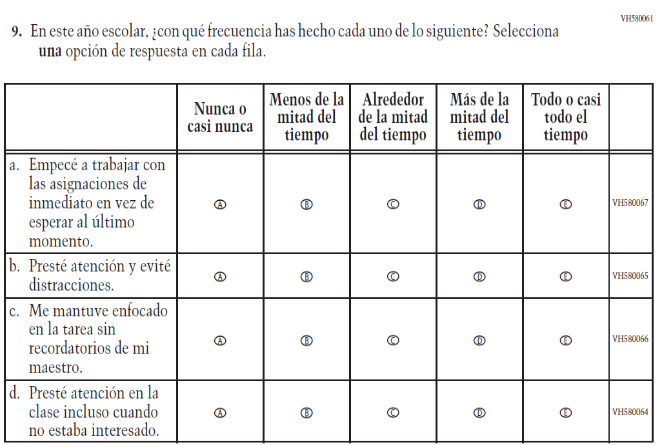 VH580061
9. En este año escolar, ¿con qué frecuencia has hecho cada uno de lo siguiente? Selecciona
una opción de respuesta en cada fila.
Nunca o
casi nunca
Menos de la
mitad del
tiempo
Alrededor
de la mitad
del tiempo
Más de la
mitad del
tiempo
Todo o casi
todo el
tiempo
a. Empecé a trabajar con
las asignaciones de
inmediato en vez de
esperar al último
momento.
A B C D E VH580067
b. Presté atención y evité
distracciones.
A B C D E VH580065
c. Me mantuve enfocado
en la tarea sin
recordatorios de mi
maestro.
A B C D E VH580066
d. Presté atención en la
clase incluso cuando
no estaba interesado.
A B C D E VH580064